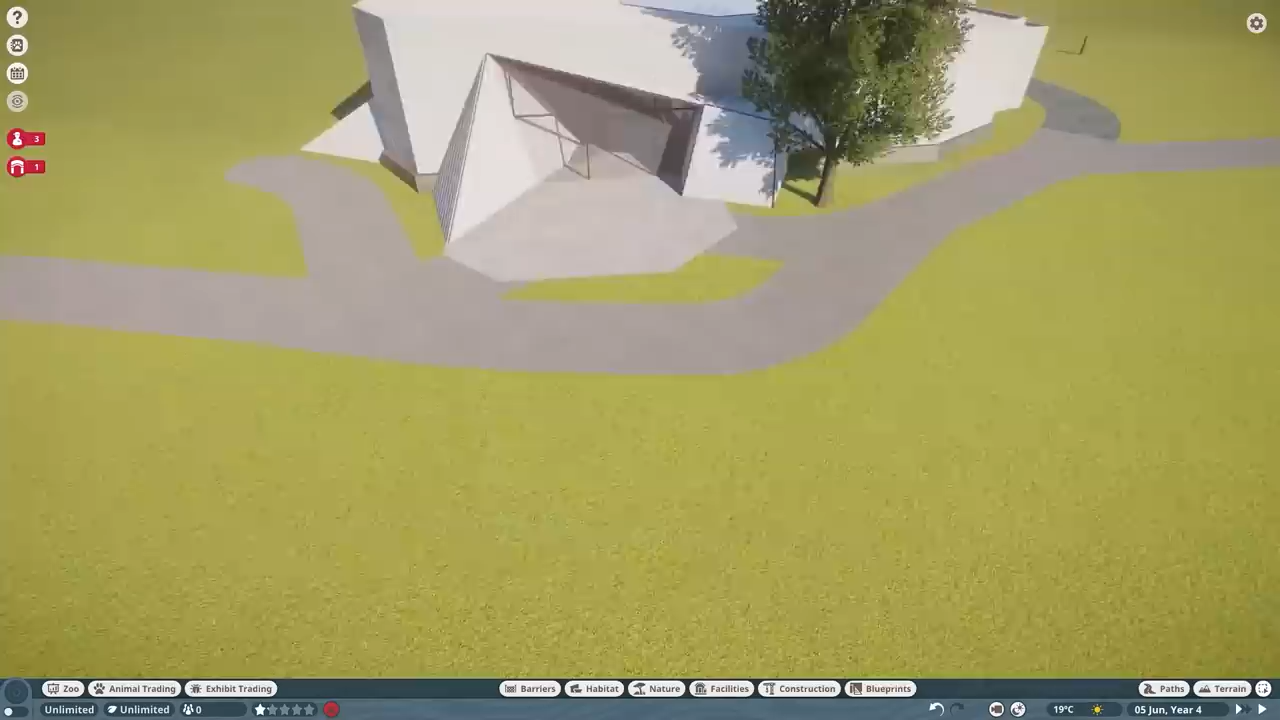 ?
3
1
Zoo
Animal Trading
Exhibit Trading
Barriers
Habitat
Nature
Facilities
Construction
Blueprints
Paths
Terrain
Unlimited
Unlimited
0
19°C
05 Jun, Year 4